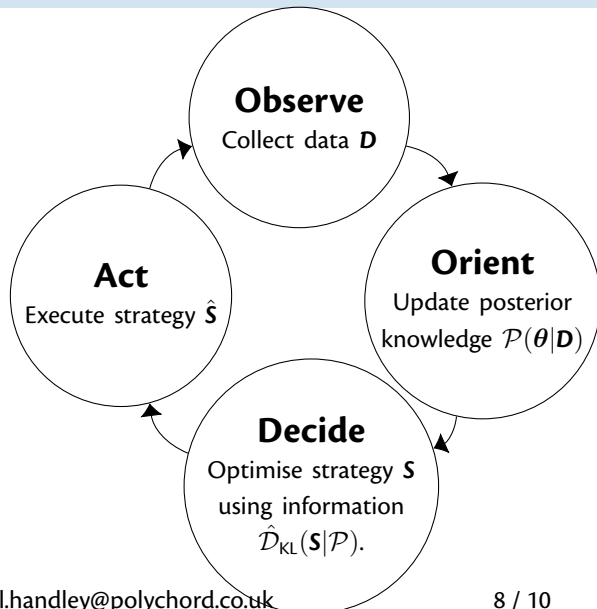 Observe
Collect data D
Act
Execute strategy Ŝ
Orient
Update posterior
knowledge 𝒫(θ|D)
Decide
Optimise strategy S
using information
𝒟̂_KL(S|𝒫).
l.handley@polychord.co.uk
8 / 10